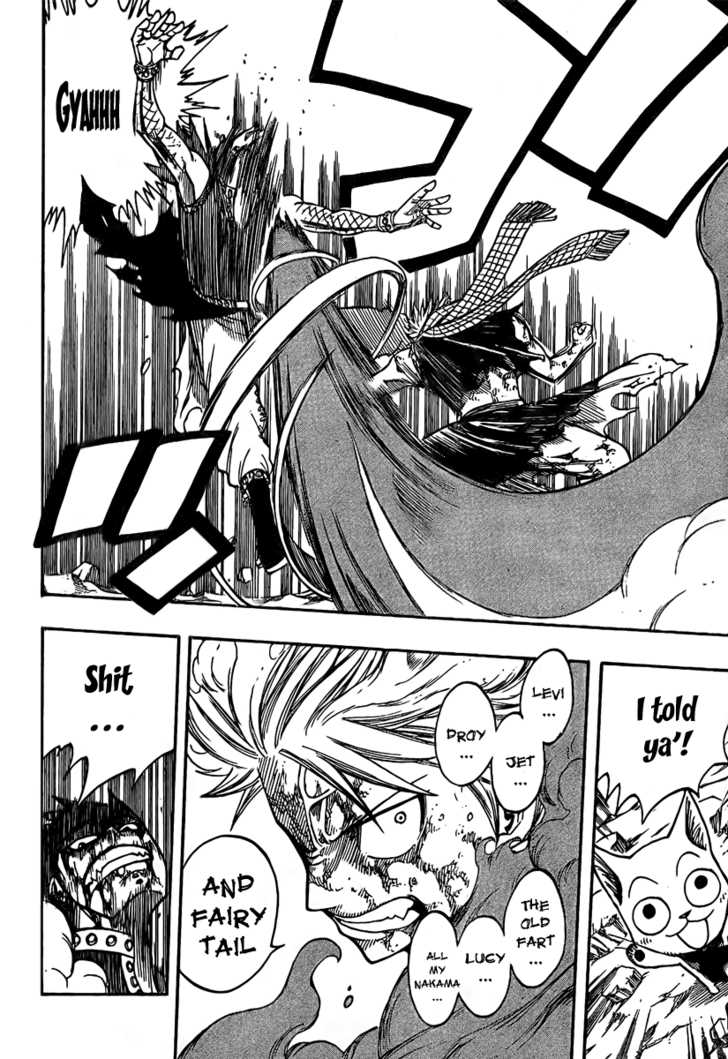 GYAHHH
I told
ya'!
LEVI
...
JET
...
DROY
...
THE
OLD
FART
...
LUCY
...
ALL
MY
NAKAMA
...
AND
FAIRY
TAIL
Shit
...